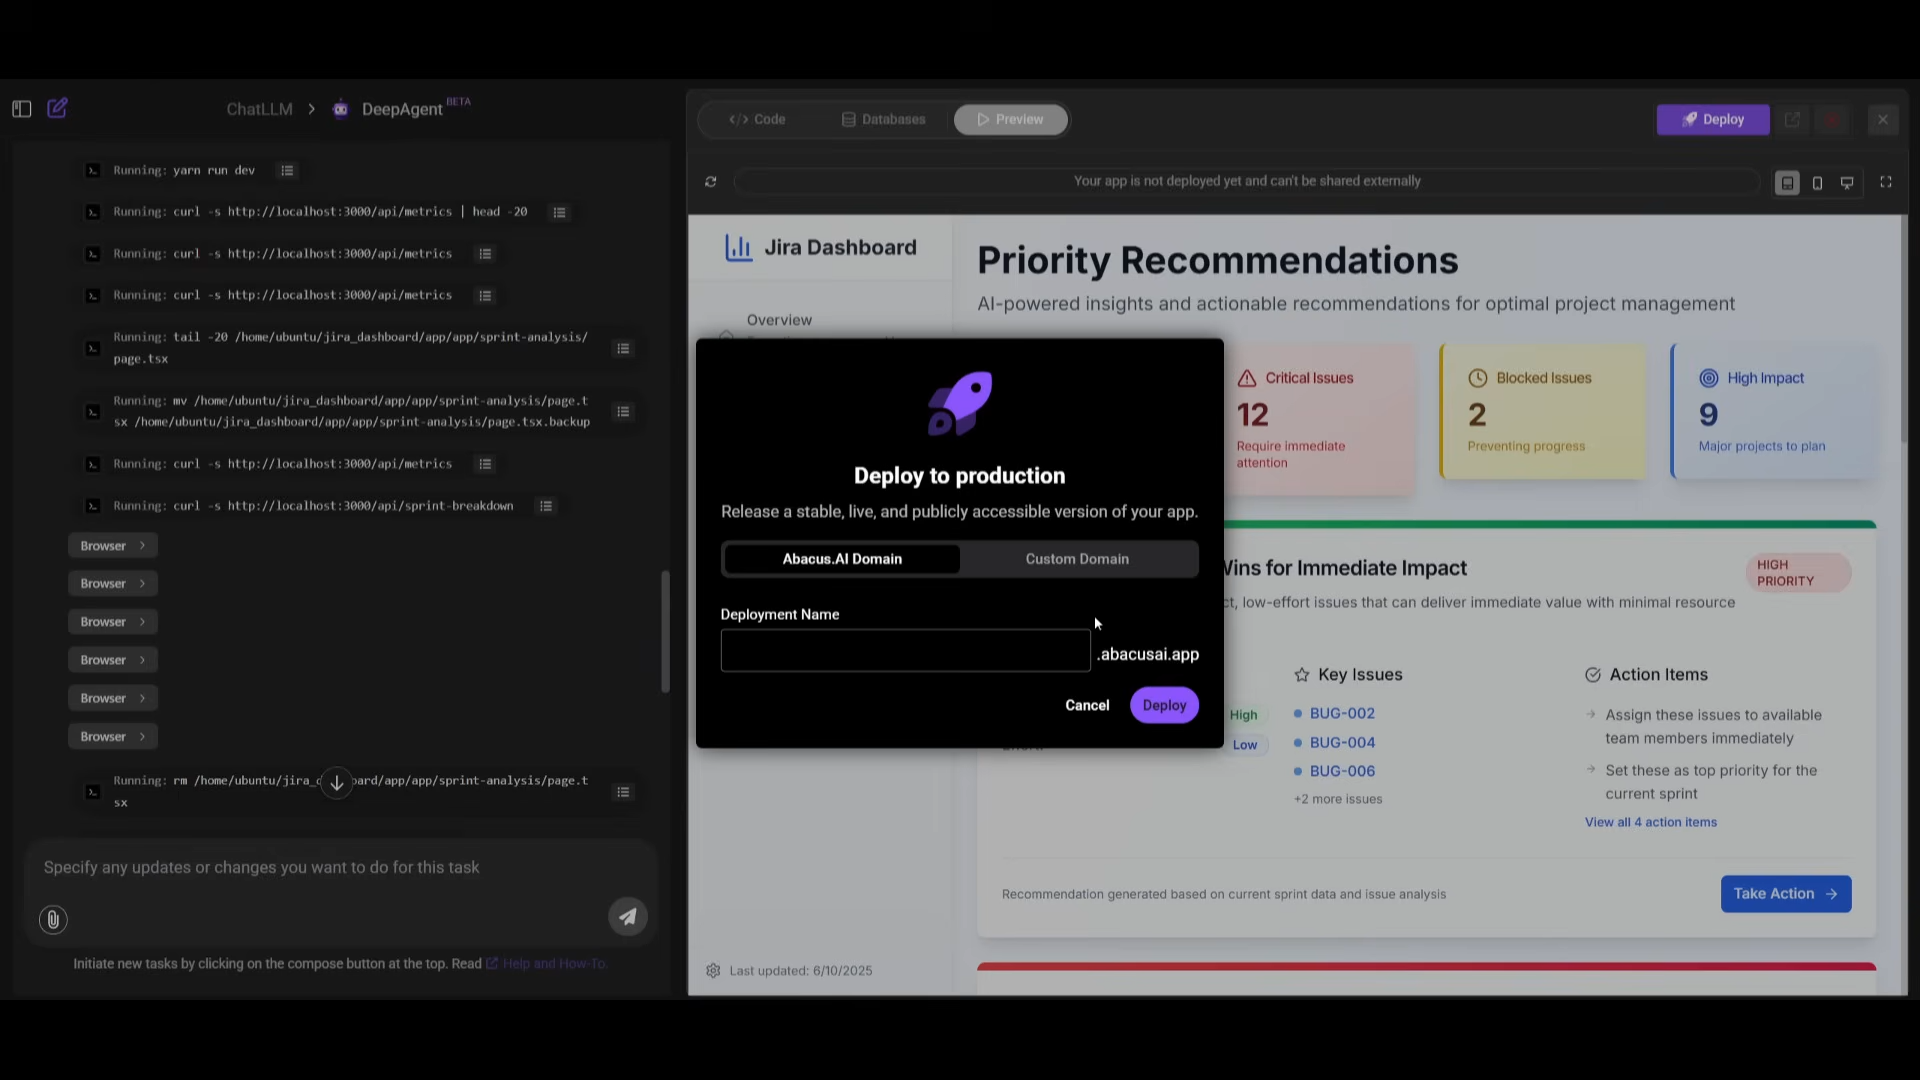 ChatLLM > DeepAgent BETA
Running: yarn run dev
Running: curl -s http://localhost:3000/api/metrics | head -20
Running: curl -s http://localhost:3000/api/metrics
Running: curl -s http://localhost:3000/api/metrics
Running: tail -20 /home/ubuntu/jira_dashboard/app/app/sprint-analysis/
page.tsx
Running: mv /home/ubuntu/jira_dashboard/app/app/sprint-analysis/page.t
sx /home/ubuntu/jira_dashboard/app/app/sprint-analysis/page.tsx.backup
Running: curl -s http://localhost:3000/api/metrics
Running: curl -s http://localhost:3000/api/sprint-breakdown
Browser >
Browser >
Browser >
Browser >
Browser >
Browser >
Running: rm /home/ubuntu/jira_d board/app/app/sprint-analysis/page.t
sx
Specify any updates or changes you want to do for this task
Initiate new tasks by clicking on the compose button at the top. Read Help and How-To.
</> Code
Databases
Preview
Deploy
Your app is not deployed yet and can't be shared externally
Jira Dashboard
Overview
Last updated: 6/10/2025
Priority Recommendations
AI-powered insights and actionable recommendations for optimal project management
Critical Issues
12
Require immediate
attention
Blocked Issues
2
Preventing progress
High Impact
9
Major projects to plan
Wins for Immediate Impact
HIGH
PRIORITY
ct, low-effort issues that can deliver immediate value with minimal resource
High
Low
Key Issues
BUG-002
BUG-004
BUG-006
+2 more issues
Action Items
Assign these issues to available
team members immediately
Set these as top priority for the
current sprint
View all 4 action items
Recommendation generated based on current sprint data and issue analysis
Take Action
Deploy to production
Release a stable, live, and publicly accessible version of your app.
Abacus.AI Domain
Custom Domain
Deployment Name
.abacusai.app
Cancel
Deploy